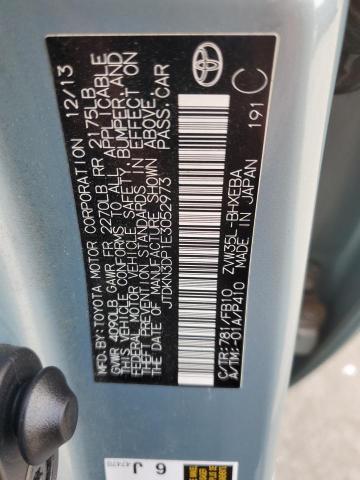 MFD. BY: TOYOTA MOTOR CORPORATION 12/13
GVWR 4090LB GAWR FR 2270LB RR 2175LB
THIS VEHICLE CONFORMS TO ALL APPLICABLE
FEDERAL MOTOR VEHICLE SAFETY, BUMPER, AND
THEFT PREVENTION STANDARDS IN EFFECT ON
THE DATE OF MANUFACTURE SHOWN ABOVE.
JTDKN3DP1E3052973 PASS. CAR
C/TR: 781/FB10 ZVW35L-BHXEBA
A/TM: -01A/P410 MADE IN JAPAN 191 C
TOYOTA
6 J